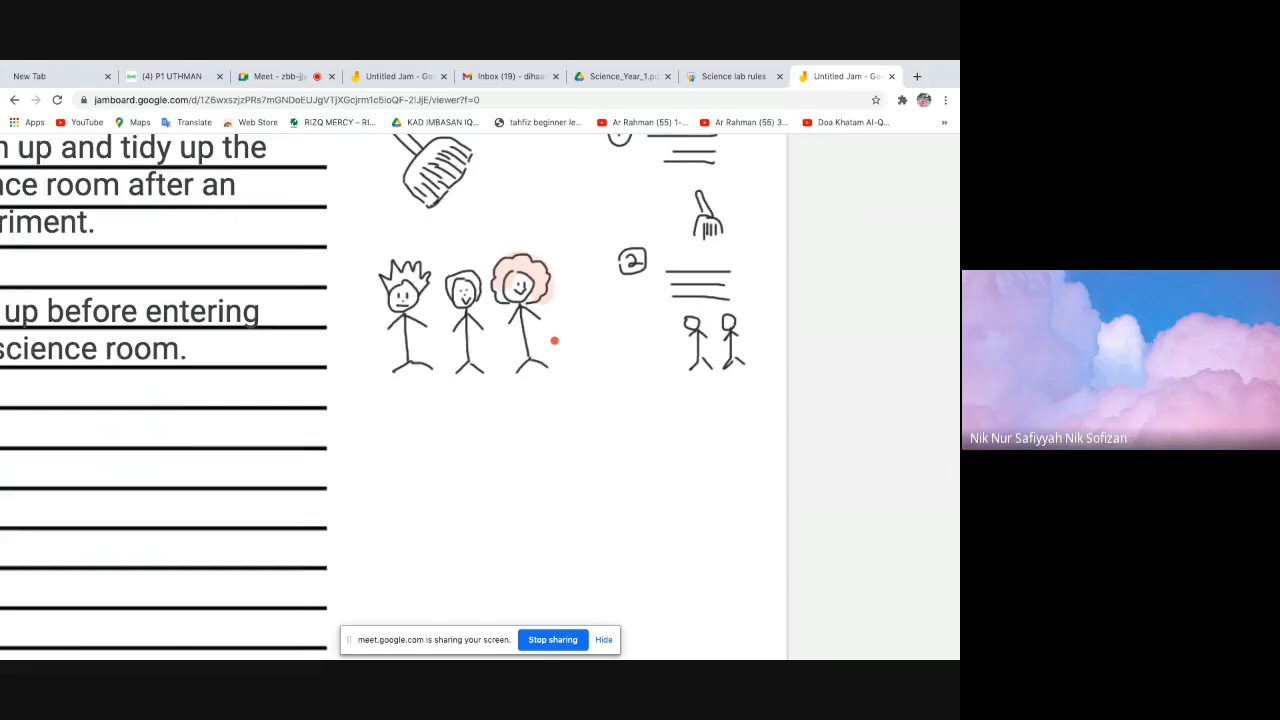 New Tab
(4) P1 UTHMAN
Meet - zbb-jj
Untitled Jam - Go
Inbox (19) - dihaa
Science_Year_1.p
Science lab rules
Untitled Jam - Go
jamboard.google.com/d/1Z6wxszjzPRs7mGNDoEUJgVTjXGcjrm1c5ioQF-2lJjE/viewer?f=0
Apps
YouTube
Maps
Translate
Web Store
RIZQ MERCY – RI...
KAD IMBASAN IQ...
tahfiz beginner le...
Ar Rahman (55) 1-...
Ar Rahman (55) 3...
Doa Khatam Al-Q...
n up and tidy up the
nce room after an
riment.
up before entering
science room.
2
meet.google.com is sharing your screen.
Stop sharing
Hide
Nik Nur Safiyyah Nik Sofizan